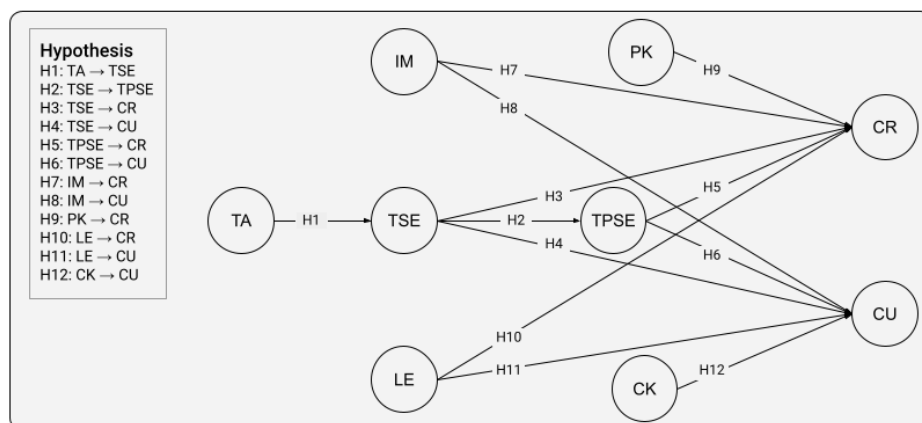 Hypothesis
H1: TA → TSE
H2: TSE → TPSE
H3: TSE → CR
H4: TSE → CU
H5: TPSE → CR
H6: TPSE → CU
H7: IM → CR
H8: IM → CU
H9: PK → CR
H10: LE → CR
H11: LE → CU
H12: CK → CU
IM
PK
H7
H9
H8
CR
H3
H5
TA
H1
TSE
H2
TPSE
H4
H6
CU
H10
LE
H11
CK
H12